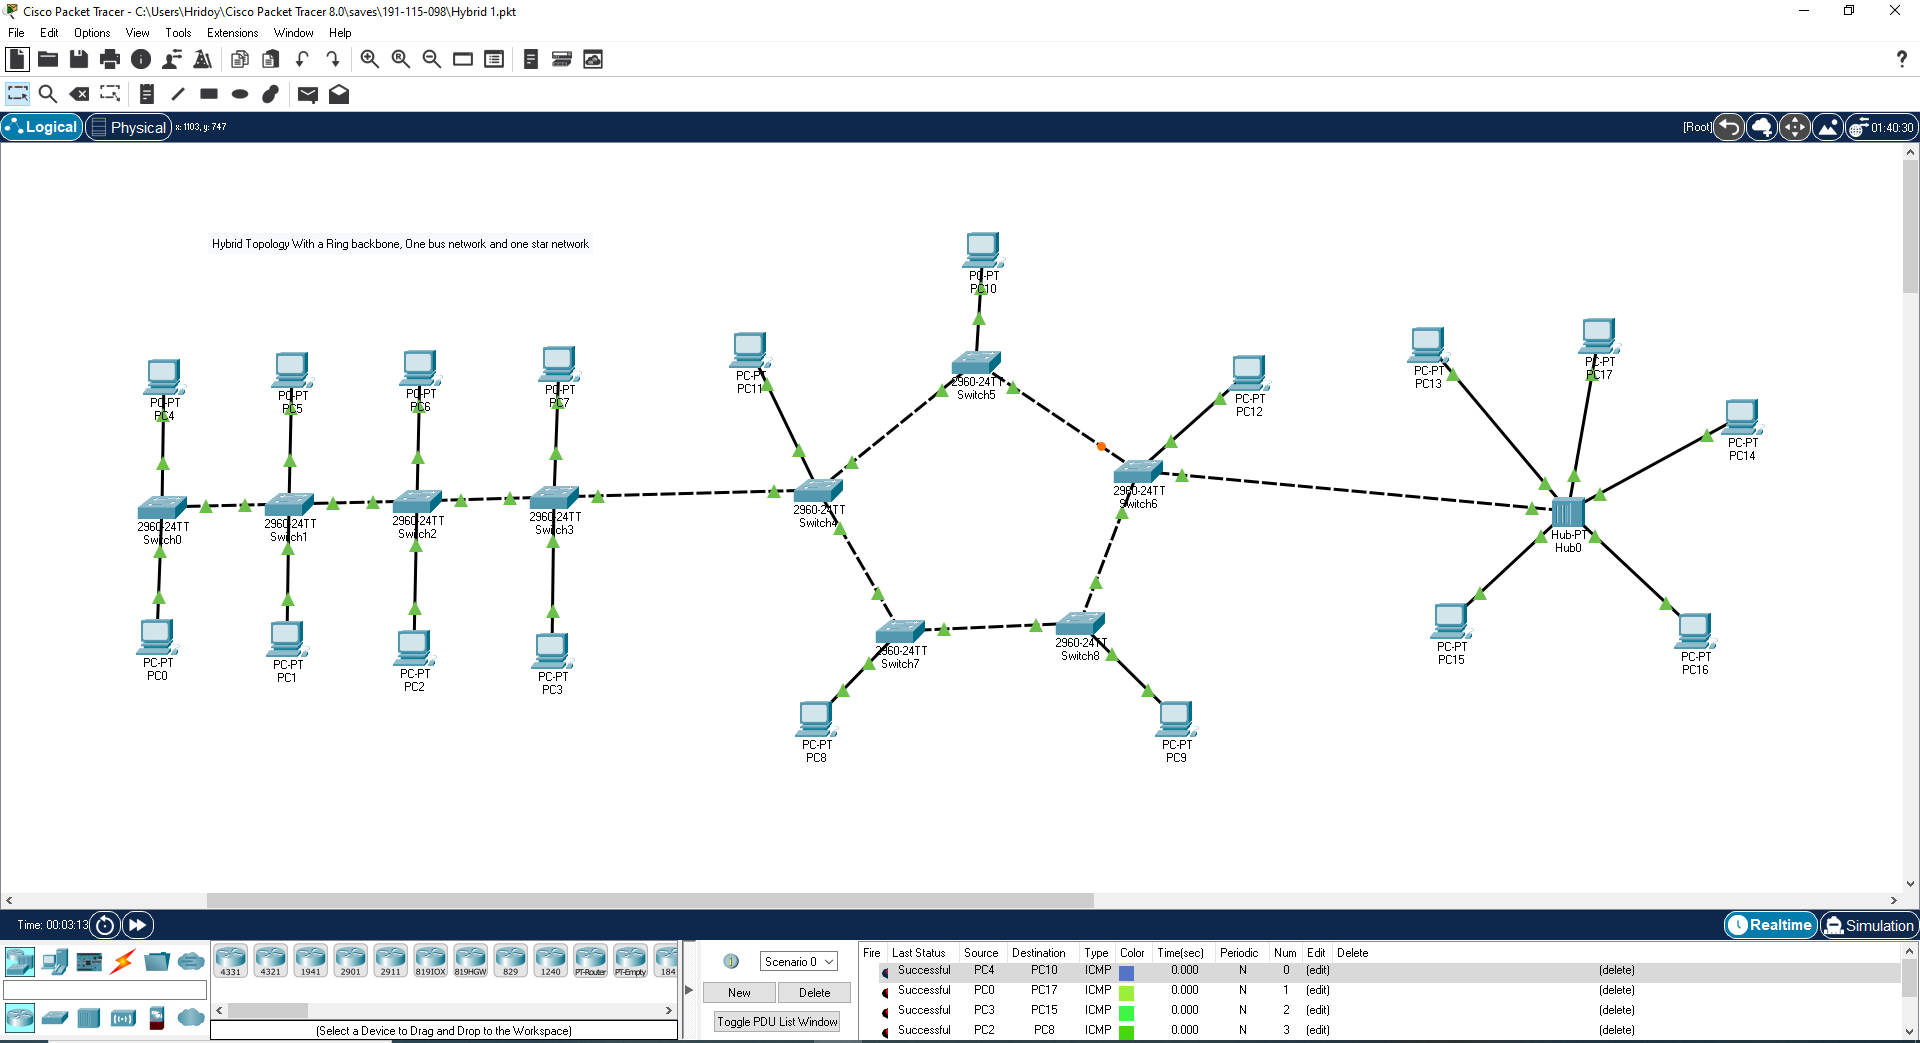 Cisco Packet Tracer - C:\Users\Hridoy\Cisco Packet Tracer 8.0\saves\191-115-098\Hybrid 1.pkt
File Edit Options View Tools Extensions Window Help
Logical Physical x: 1103, y: 747 [Root] 01:40:30
Hybrid Topology With a Ring backbone, One bus network and one star network
PC-PT
PC10
PC-PT
PC4
PC-PT
PC5
PC-PT
PC6
PC-PT
PC7
PC-PT
PC11
2960-24TT
Switch5
PC-PT
PC12
PC-PT
PC13
PC-PT
PC17
PC-PT
PC14
2960-24TT
Switch0
2960-24TT
Switch1
2960-24TT
Switch2
2960-24TT
Switch3
2960-24TT
Switch4
2960-24TT
Switch6
Hub-PT
Hub0
PC-PT
PC0
PC-PT
PC1
PC-PT
PC2
PC-PT
PC3
2960-24TT
Switch7
2960-24TT
Switch8
PC-PT
PC15
PC-PT
PC16
PC-PT
PC8
PC-PT
PC9
Time: 00:03:13 Realtime Simulation
4331 4321 1941 2901 2911 819IOX 819HGW 829 1240 PT-Router PT-Empty 184
(Select a Device to Drag and Drop to the Workspace)
Scenario 0
New Delete
Toggle PDU List Window
Fire Last Status Source Destination Type Color Time(sec) Periodic Num Edit Delete
Successful PC4 PC10 ICMP 0.000 N 0 (edit) (delete)
Successful PC0 PC17 ICMP 0.000 N 1 (edit) (delete)
Successful PC3 PC15 ICMP 0.000 N 2 (edit) (delete)
Successful PC2 PC8 ICMP 0.000 N 3 (edit) (delete)